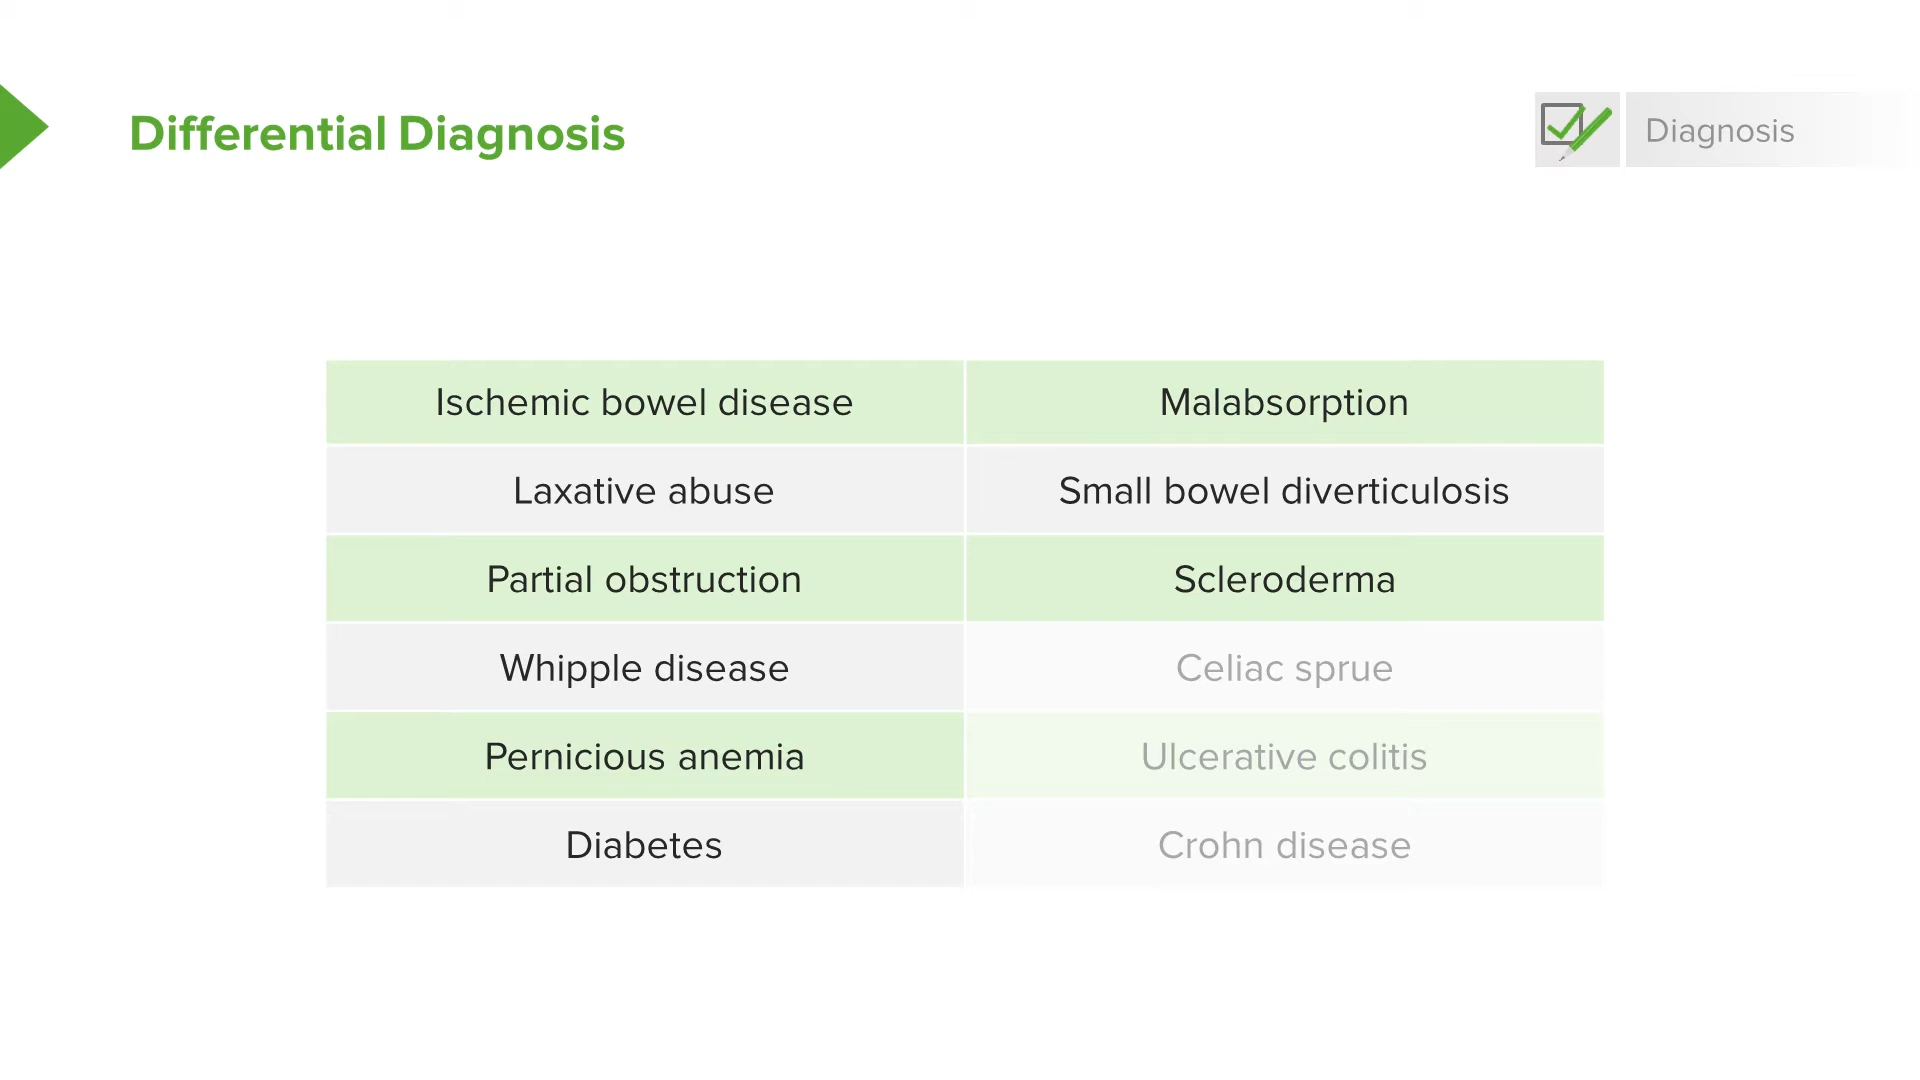 Differential Diagnosis
Diagnosis
Ischemic bowel disease
Malabsorption
Laxative abuse
Small bowel diverticulosis
Partial obstruction
Scleroderma
Whipple disease
Celiac sprue
Pernicious anemia
Ulcerative colitis
Diabetes
Crohn disease